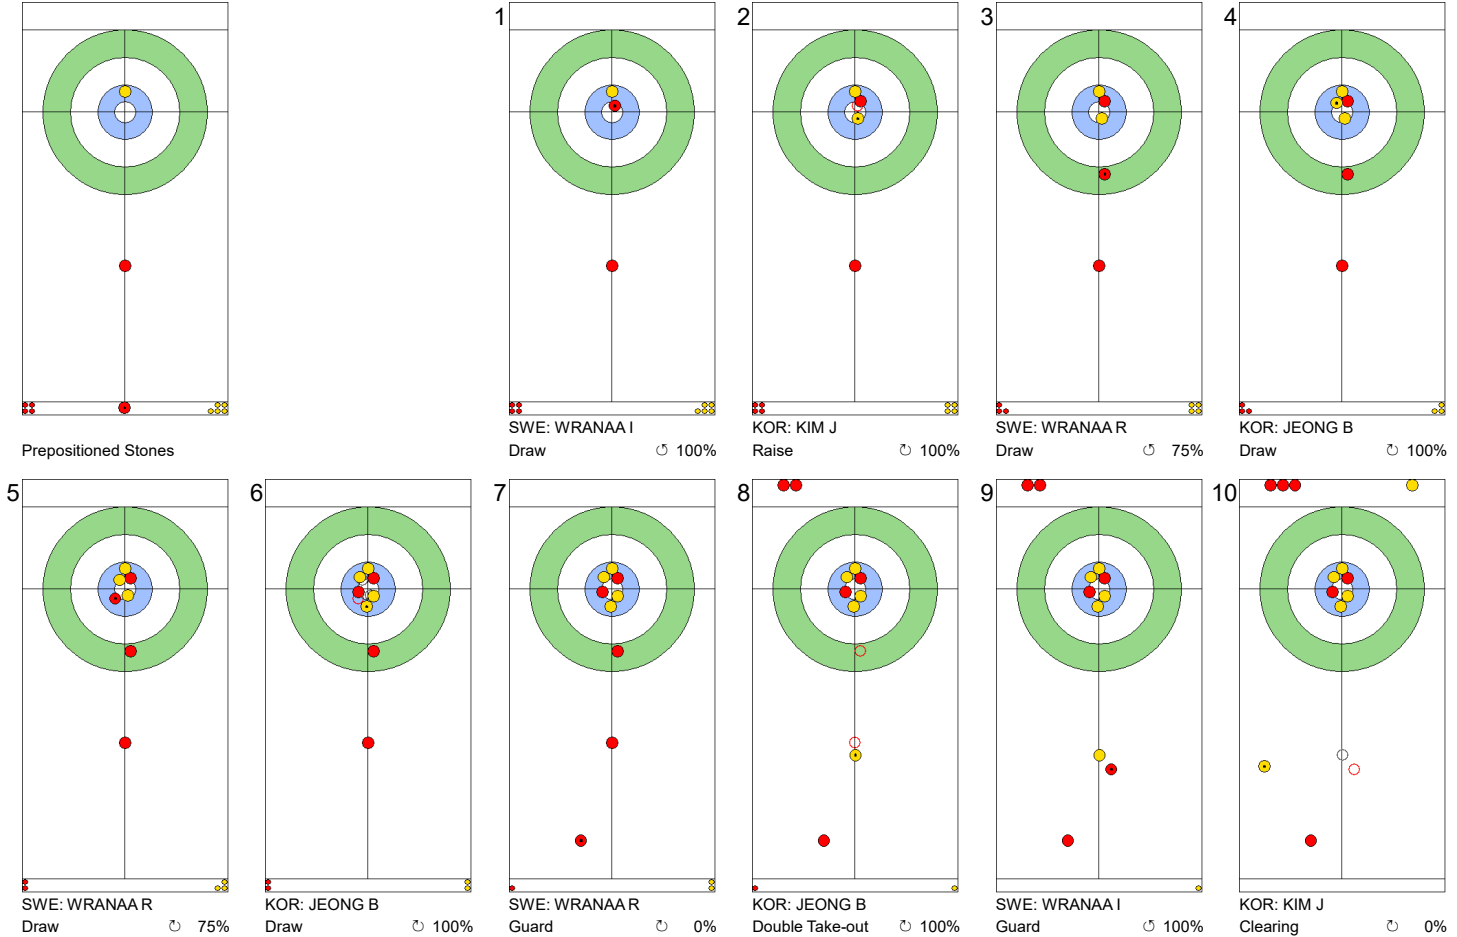 1
2
3
4
Prepositioned Stones
SWE: WRANAA I
Draw ↺ 100%
KOR: KIM J
Raise ↻ 100%
SWE: WRANAA R
Draw ↺ 75%
KOR: JEONG B
Draw ↻ 100%
5
6
7
8
9
10
SWE: WRANAA R
Draw ↻ 75%
KOR: JEONG B
Draw ↻ 100%
SWE: WRANAA R
Guard ↻ 0%
KOR: JEONG B
Double Take-out ↻ 100%
SWE: WRANAA I
Guard ↺ 100%
KOR: KIM J
Clearing ↻ 0%